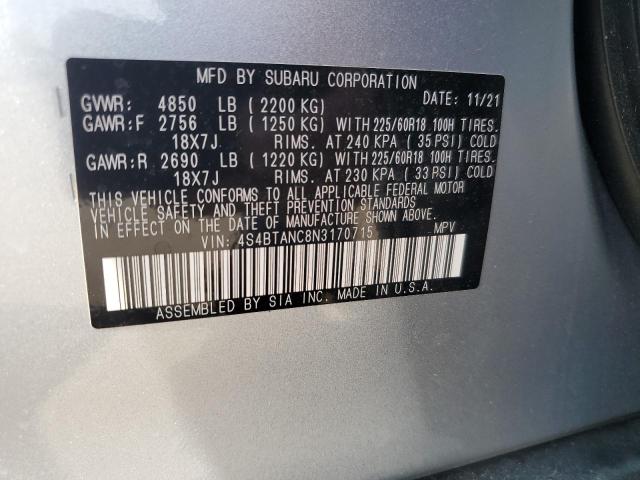 MFD BY SUBARU CORPORATION
GVWR: 4850 LB (2200 KG) DATE: 11/21
GAWR:F 2756 LB (1250 KG) WITH 225/60R18 100H TIRES.
18X7J RIMS. AT 240 KPA (35 PSI) COLD
GAWR:R 2690 LB (1220 KG) WITH 225/60R18 100H TIRES.
18X7J RIMS. AT 230 KPA (33 PSI) COLD
THIS VEHICLE CONFORMS TO ALL APPLICABLE FEDERAL MOTOR
VEHICLE SAFETY AND THEFT PREVENTION STANDARDS
IN EFFECT ON THE DATE OF MANUFACTURE SHOWN ABOVE.
VIN: 4S4BTANC8N3170715 MPV
ASSEMBLED BY SIA INC. MADE IN U.S.A.